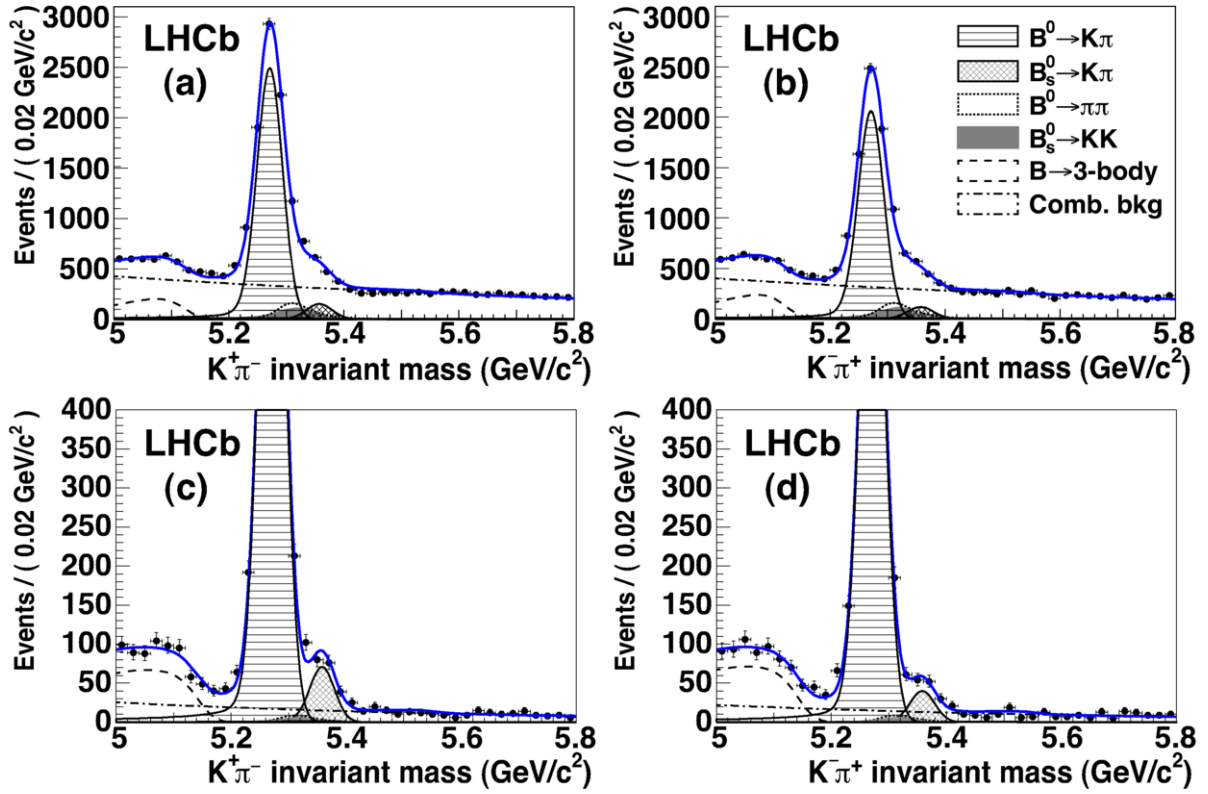 Events / ( 0.02 GeV/c² )
3000
2500
2000
1500
1000
500
0
LHCb
(a)
5 5.2 5.4 5.6 5.8
K⁺π⁻ invariant mass (GeV/c²)
Events / ( 0.02 GeV/c² )
3000
2500
2000
1500
1000
500
0
LHCb
(b)
B⁰→Kπ
B⁰ₛ→Kπ
B⁰→ππ
B⁰ₛ→KK
B→3-body
Comb. bkg
5 5.2 5.4 5.6 5.8
K⁻π⁺ invariant mass (GeV/c²)
Events / ( 0.02 GeV/c² )
400
350
300
250
200
150
100
50
0
LHCb
(c)
5 5.2 5.4 5.6 5.8
K⁺π⁻ invariant mass (GeV/c²)
Events / ( 0.02 GeV/c² )
400
350
300
250
200
150
100
50
0
LHCb
(d)
5 5.2 5.4 5.6 5.8
K⁻π⁺ invariant mass (GeV/c²)